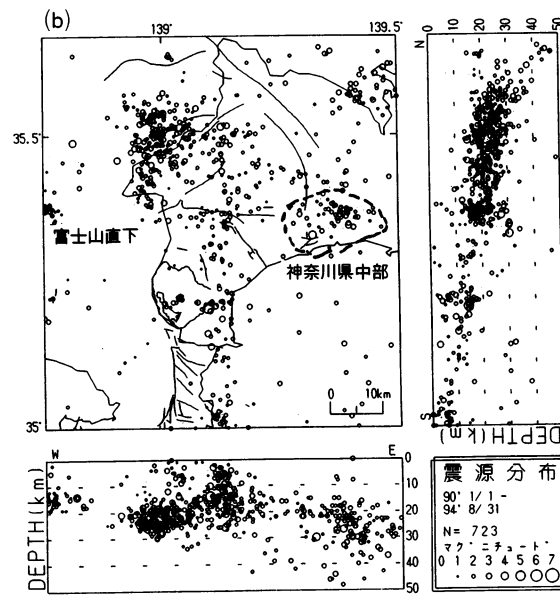 (b)
139° 139.5°
35.5°
富士山直下
神奈川県中部
0 10km
35°
0 10 20 30 40 50
N
S
DEPTH(km)
W E
0
10
20
30
40
50
DEPTH(km)
震源分布
90' 1/ 1 -
94' 8/ 31
N= 723
マグニチュード
0 1 2 3 4 5 6 7